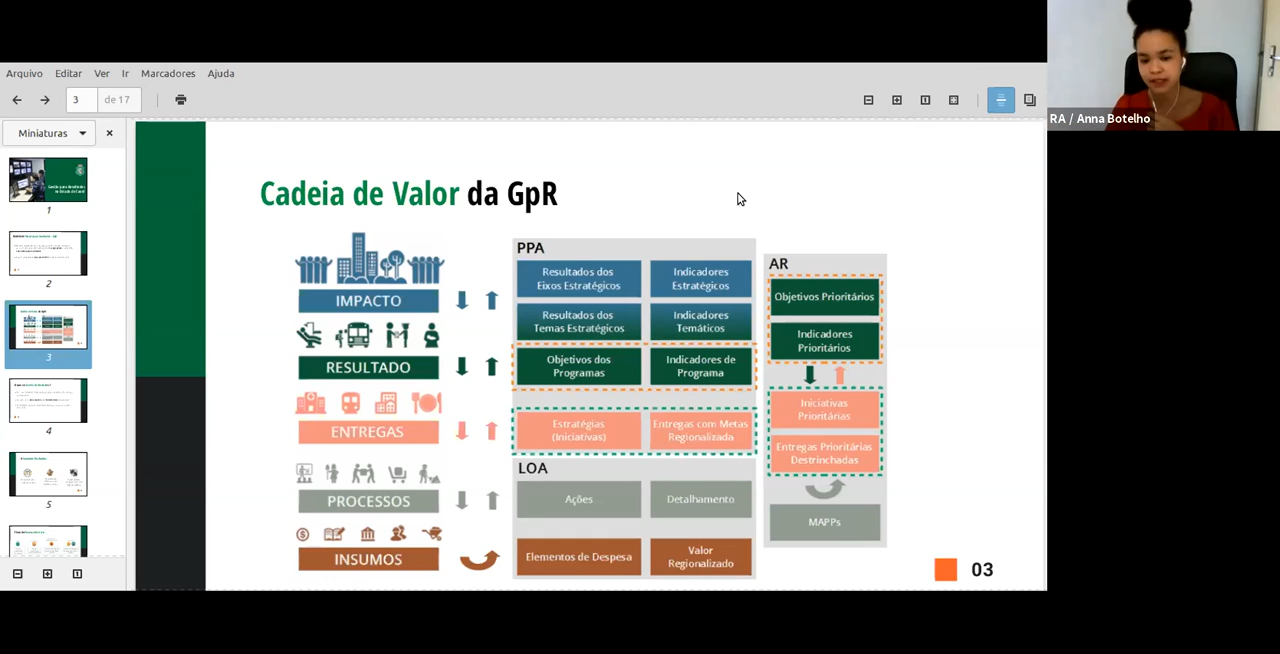 Arquivo Editar Ver Ir Marcadores Ajuda
3 de 17
Miniaturas
1
2
3
4
5
Cadeia de Valor da GpR
IMPACTO
RESULTADO
ENTREGAS
PROCESSOS
INSUMOS
PPA
Resultados dos
Eixos Estratégicos
Indicadores
Estratégicos
Resultados dos
Temas Estratégicos
Indicadores
Temáticos
Objetivos dos
Programas
Indicadores de
Programa
Estratégias
(Iniciativas)
Entregas com Metas
Regionalizada
LOA
Ações
Detalhamento
Elementos de Despesa
Valor
Regionalizado
AR
Objetivos Prioritários
Indicadores
Prioritários
Iniciativas
Prioritárias
Entregas Prioritárias
Destrinchadas
MAPPs
03
RA / Anna Botelho